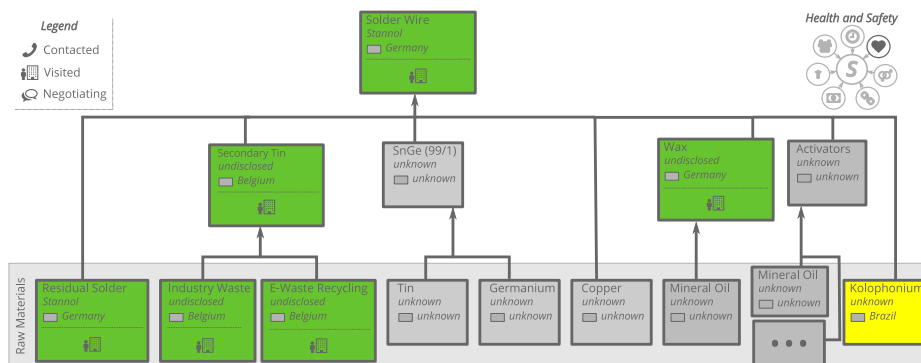 Legend
Contacted
Visited
Negotiating
Solder Wire
Stannol
Germany
Health and Safety
S
Secondary Tin
undisclosed
Belgium
SnGe (99/1)
unknown
unknown
Wax
undisclosed
Germany
Activators
unknown
unknown
Raw Materials
Residual Solder
Stannol
Germany
Industry Waste
undisclosed
Belgium
E-Waste Recycling
undisclosed
Belgium
Tin
unknown
unknown
Germanium
unknown
unknown
Copper
unknown
unknown
Mineral Oil
unknown
unknown
Mineral Oil
unknown
unknown
...
Kolophonium
unknown
Brazil